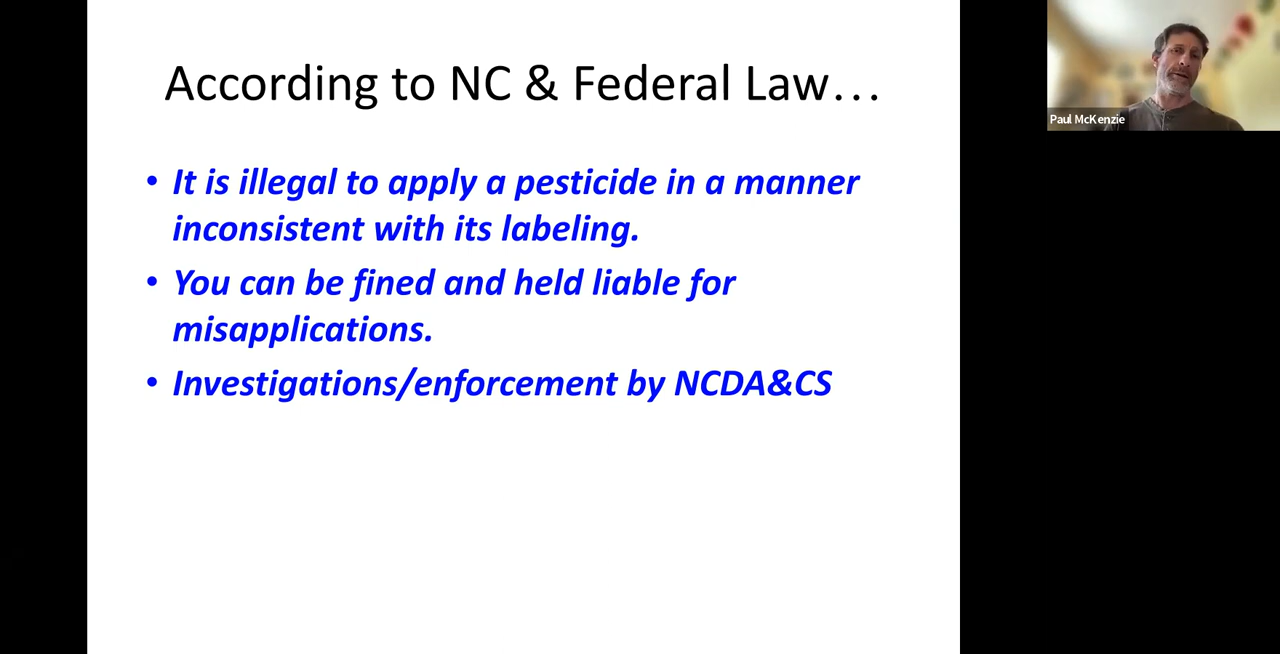 According to NC & Federal Law…
• It is illegal to apply a pesticide in a manner
inconsistent with its labeling.
• You can be fined and held liable for
misapplications.
• Investigations/enforcement by NCDA&CS
Paul McKenzie